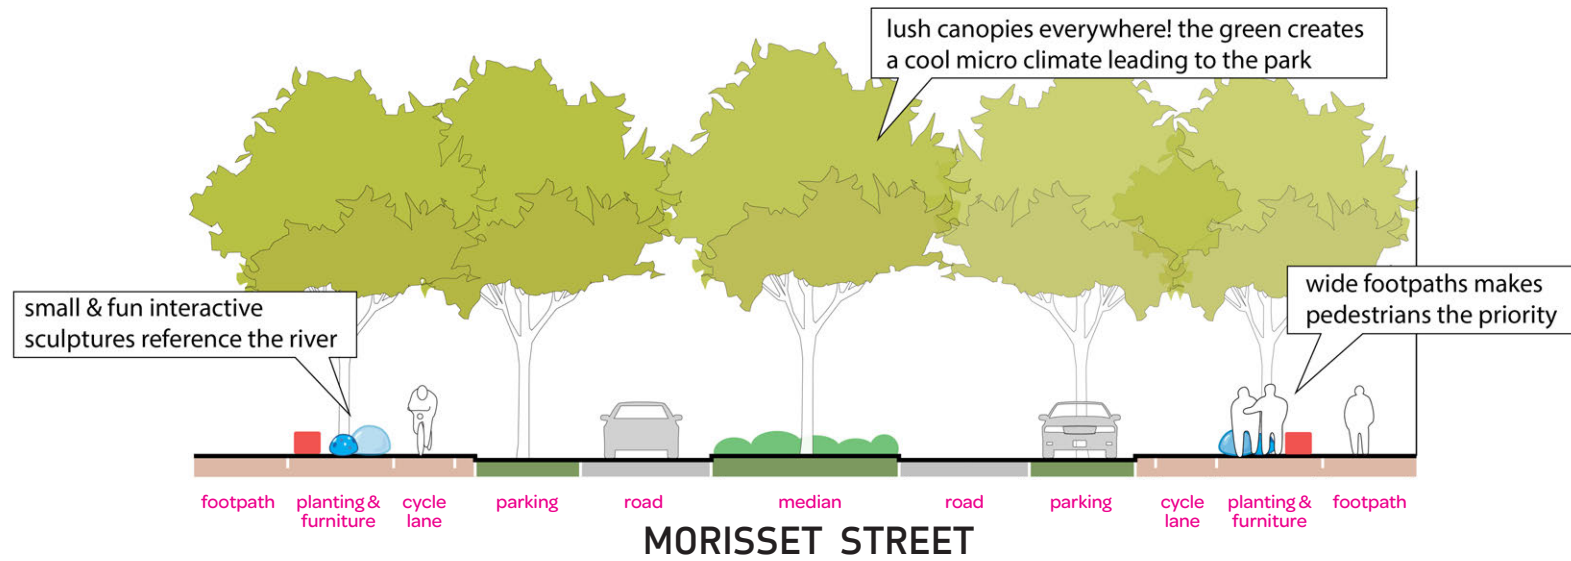 lush canopies everywhere! the green creates
a cool micro climate leading to the park
small & fun interactive
sculptures reference the river
wide footpaths makes
pedestrians the priority
footpath
planting &
furniture
cycle
lane
parking
road
median
road
parking
cycle
lane
planting &
furniture
footpath
MORISSET STREET